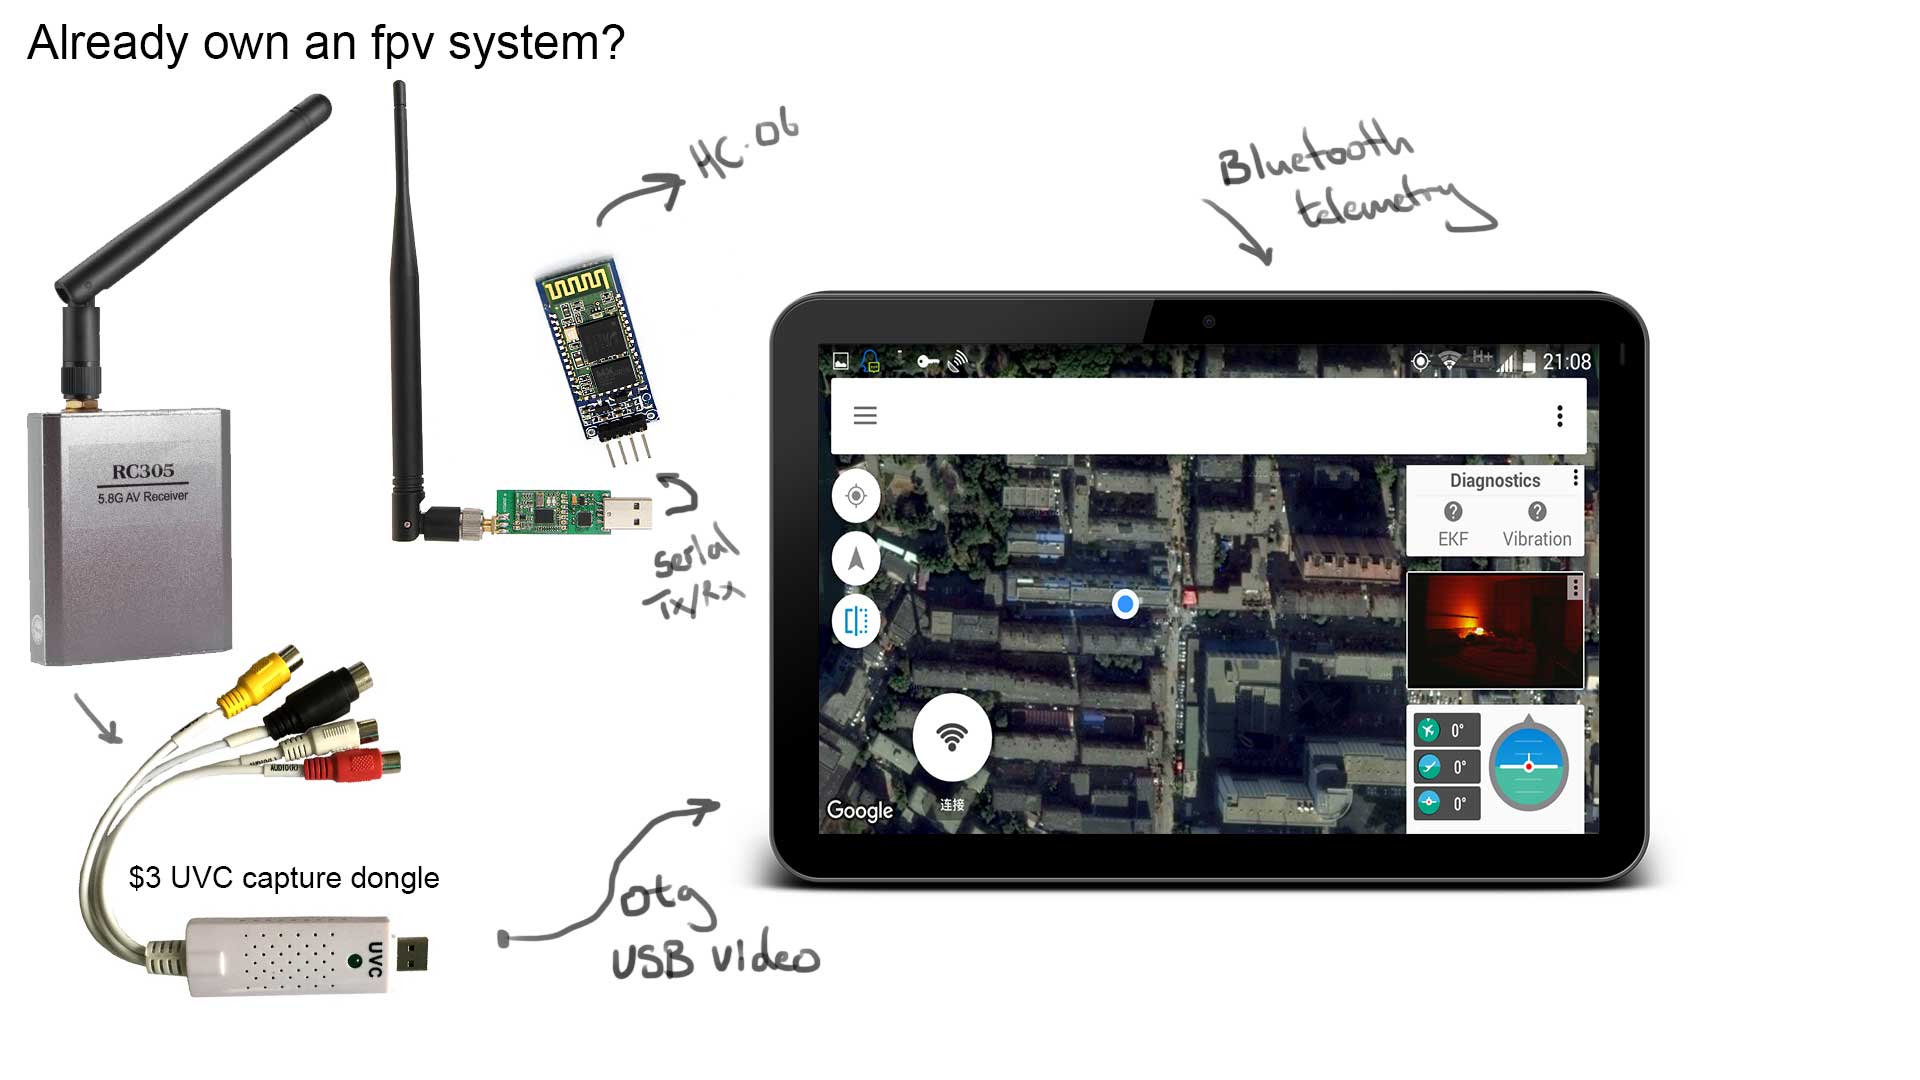 Already own an fpv system?
HC-06
Bluetooth
telemetry
RC305
5.8G AV Receiver
serial
Tx/Rx
21:08
Diagnostics
EKF
Vibration
0°
0°
0°
连接
Google
AUDIO(R)
$3 UVC capture dongle
UVC
otg
USB video